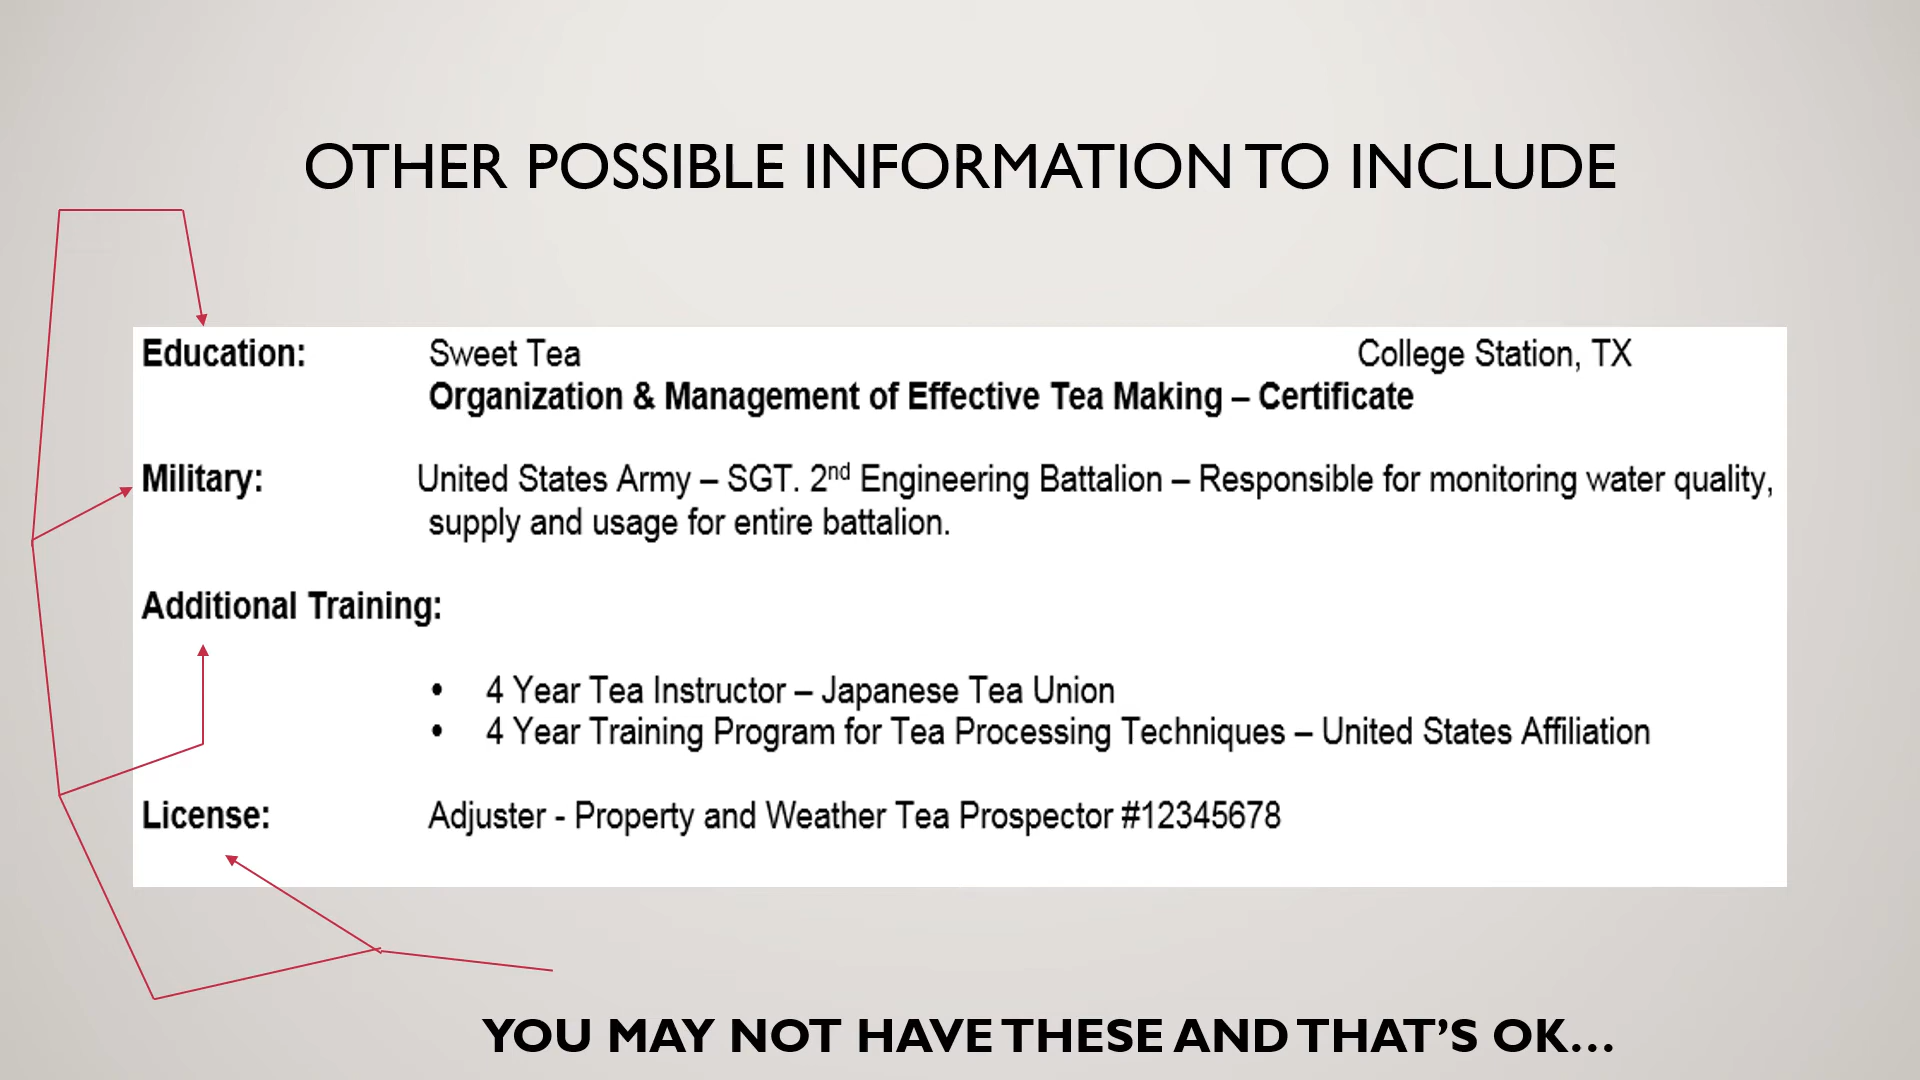 OTHER POSSIBLE INFORMATION TO INCLUDE
Education: Sweet Tea College Station, TX
Organization & Management of Effective Tea Making – Certificate
Military: United States Army – SGT. 2nd Engineering Battalion – Responsible for monitoring water quality,
supply and usage for entire battalion.
Additional Training:
• 4 Year Tea Instructor – Japanese Tea Union
• 4 Year Training Program for Tea Processing Techniques – United States Affiliation
License: Adjuster - Property and Weather Tea Prospector #12345678
YOU MAY NOT HAVE THESE AND THAT’S OK…